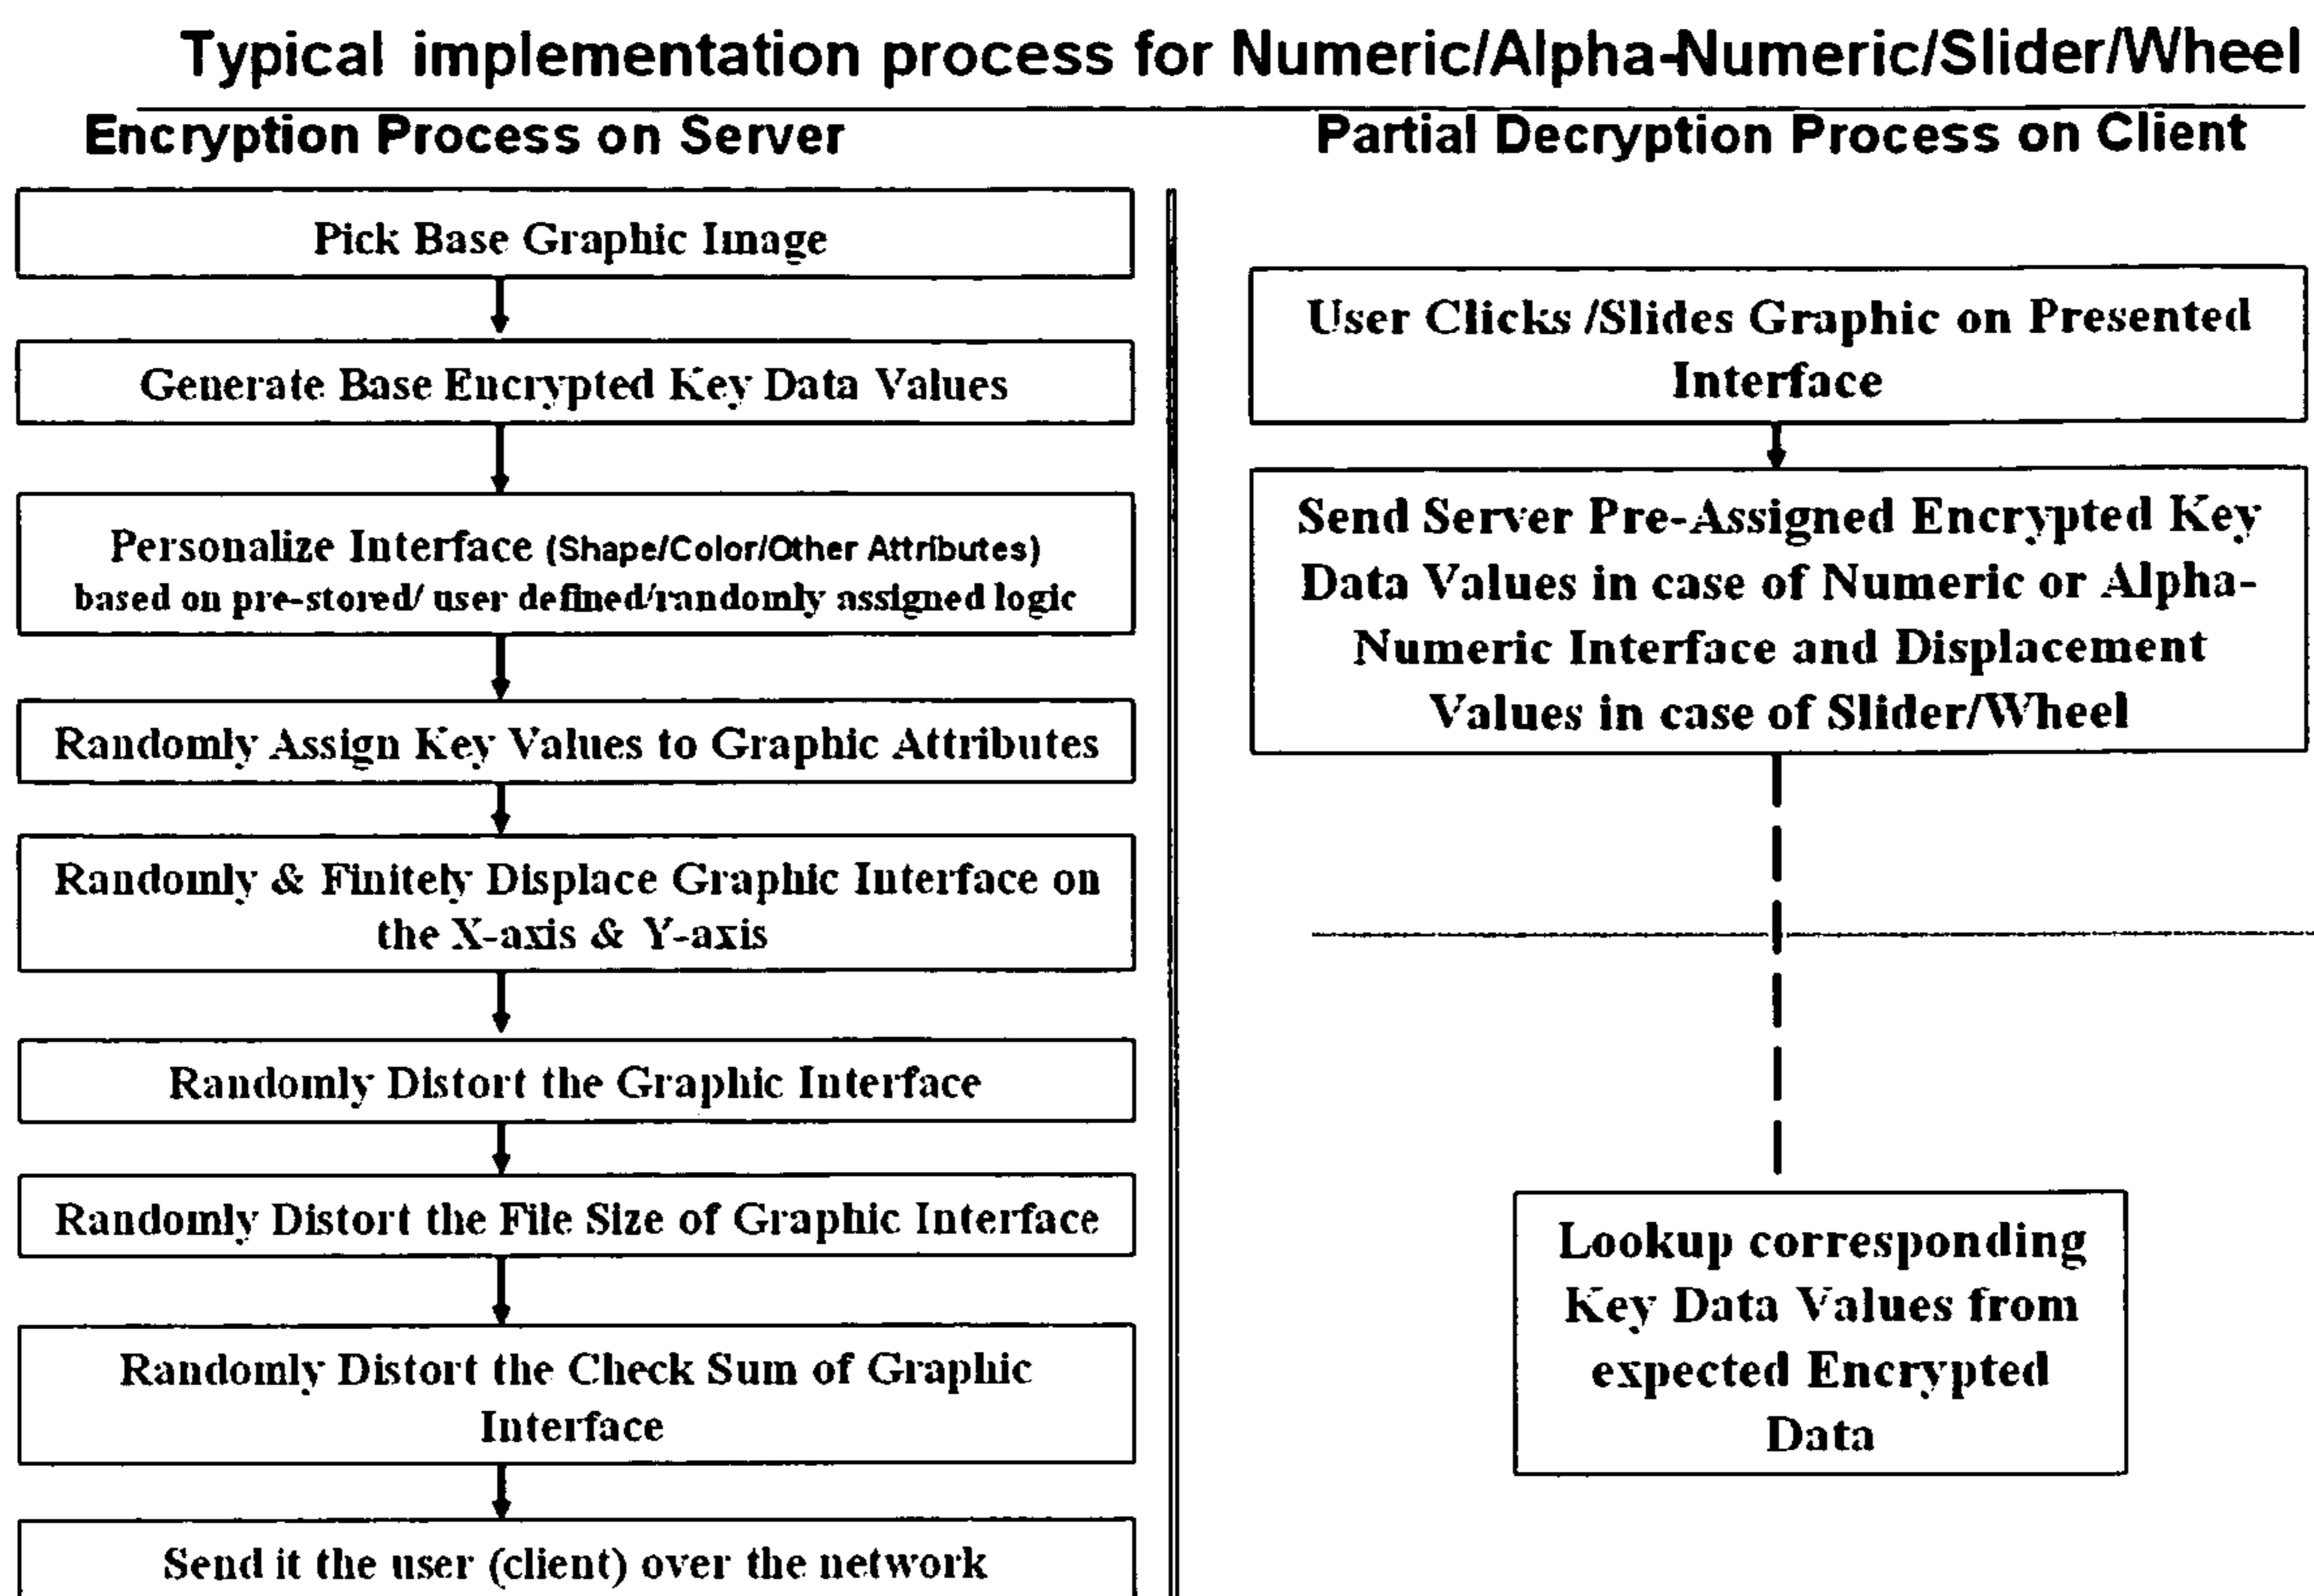 Typical implementation process for Numeric/Alpha-Numeric/Slider/Wheel
Encryption Process on Server
Pick Base Graphic Image
Generate Base Encrypted Key Data Values
Personalize Interface (Shape/Color/Other Attributes)
based on pre-stored/ user defined/randomly assigned logic
Randomly Assign Key Values to Graphic Attributes
Randomly & Finitely Displace Graphic Interface on
the X-axis & Y-axis
Randomly Distort the Graphic Interface
Randomly Distort the File Size of Graphic Interface
Randomly Distort the Check Sum of Graphic
Interface
Send it the user (client) over the network
Partial Decryption Process on Client
User Clicks /Slides Graphic on Presented
Interface
Send Server Pre-Assigned Encrypted Key
Data Values in case of Numeric or Alpha-
Numeric Interface and Displacement
Values in case of Slider/Wheel
Lookup corresponding
Key Data Values from
expected Encrypted
Data